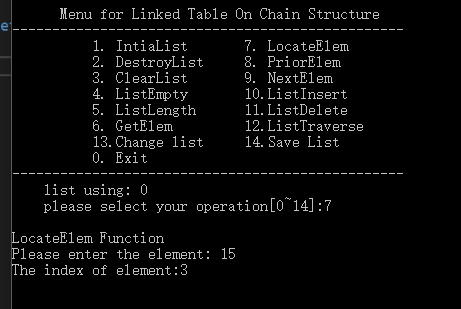 Menu for Linked Table On Chain Structure
-------------------------------------------------
1. IntiaList 7. LocateElem
2. DestroyList 8. PriorElem
3. ClearList 9. NextElem
4. ListEmpty 10.ListInsert
5. ListLength 11.ListDelete
6. GetElem 12.ListTraverse
13.Change list 14.Save List
0. Exit
-------------------------------------------------
list using: 0
please select your operation[0~14]:7
LocateElem Function
Please enter the element: 15
The index of element:3